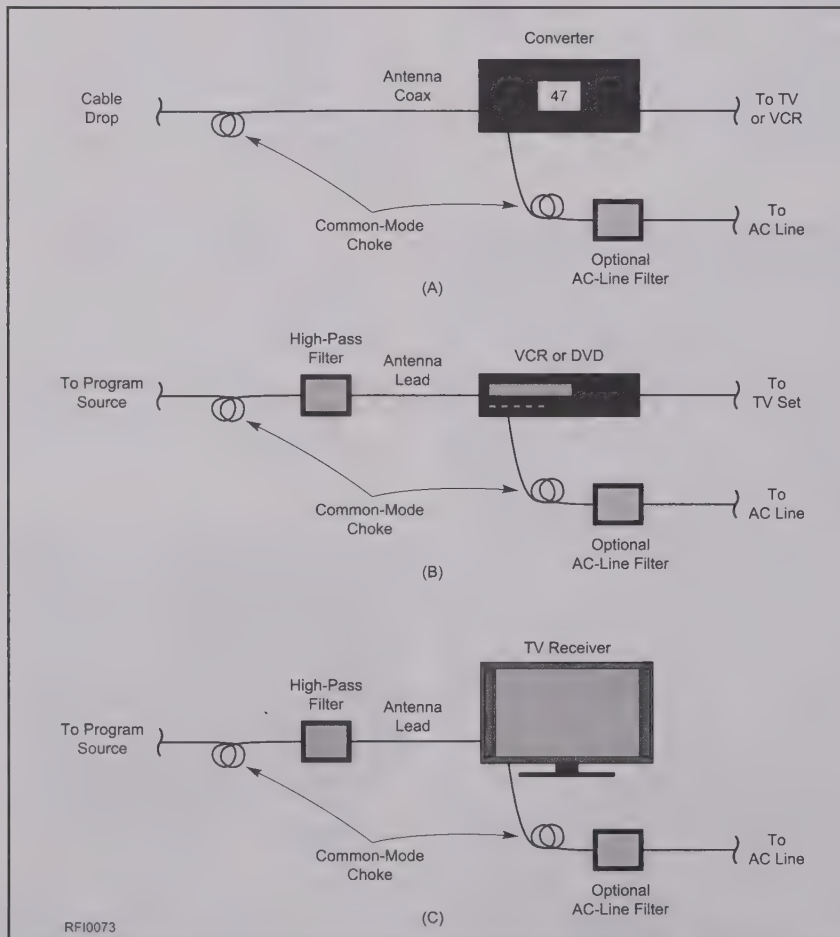 Converter
Antenna
Coax
Cable
Drop
47
To TV
or VCR
Common-Mode
Choke
To
AC Line
Optional
AC-Line Filter
(A)
High-Pass
Filter
Antenna
Lead
VCR or DVD
To Program
Source
To
TV Set
Common-Mode
Choke
To
AC Line
Optional
AC-Line Filter
(B)
TV Receiver
High-Pass
Filter
Antenna
Lead
To Program
Source
Common-Mode
Choke
To
AC Line
Optional
AC-Line Filter
RFI0073
(C)